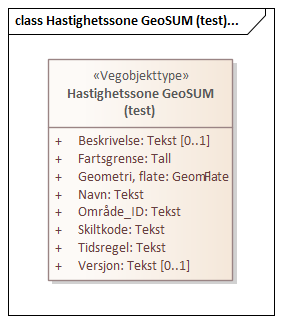 class Hastighetssone GeoSUM (test)...
«Vegobjekttype»
Hastighetssone GeoSUM
(test)
+ Beskrivelse: Tekst [0..1]
+ Fartsgrense: Tall
+ Geometri, flate: GeomFlate
+ Navn: Tekst
+ Område_ID: Tekst
+ Skiltkode: Tekst
+ Tidsregel: Tekst
+ Versjon: Tekst [0..1]